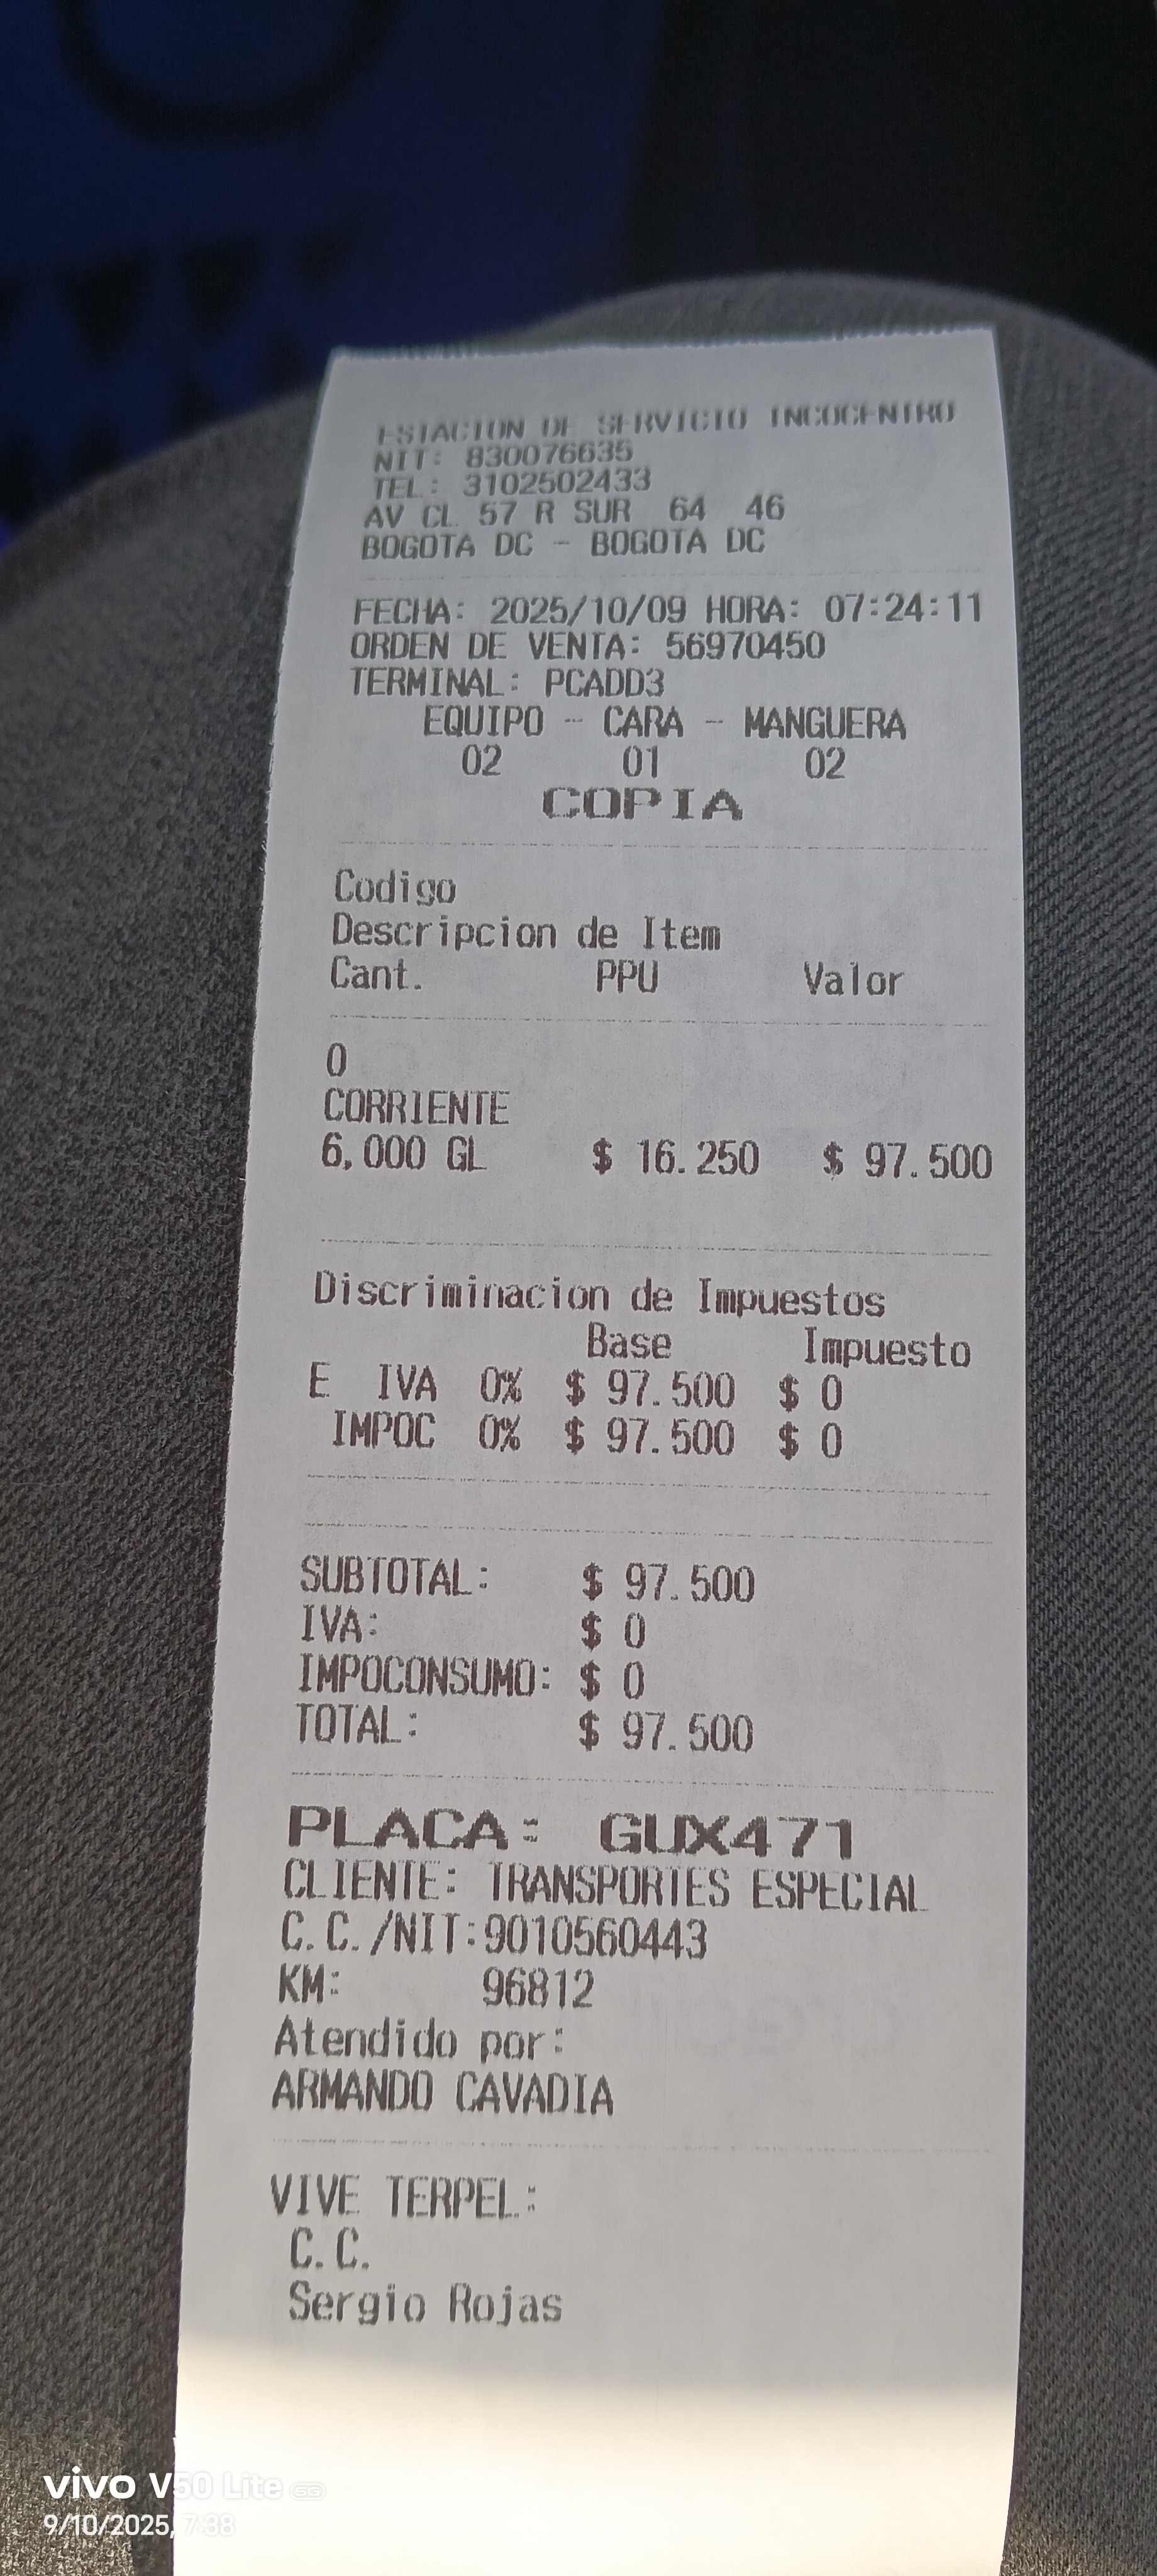 ESTACION DE SERVICIO INCOCENTRO
NIT: 830076635
TEL: 3102502433
AV CL 57 R SUR 64 46
BOGOTA DC - BOGOTA DC
FECHA: 2025/10/09 HORA: 07:24:11
ORDEN DE VENTA: 56970450
TERMINAL: PCADD3
EQUIPO - CARA - MANGUERA
02 01 02
COPIA
Codigo
Descripcion de Item
Cant. PPU Valor
0
CORRIENTE
6,000 GL $ 16.250 $ 97.500
Discriminacion de Impuestos
Base Impuesto
E IVA 0% $ 97.500 $ 0
IMPOC 0% $ 97.500 $ 0
SUBTOTAL: $ 97.500
IVA: $ 0
IMPOCONSUMO: $ 0
TOTAL: $ 97.500
PLACA: GUX471
CLIENTE: TRANSPORTES ESPECIAL
C.C./NIT:9010560443
KM: 96812
Atendido por:
ARMANDO CAVADIA
VIVE TERPEL:
C.C.
Sergio Rojas
vivo V50 Lite 5G
9/10/2025, 7:38